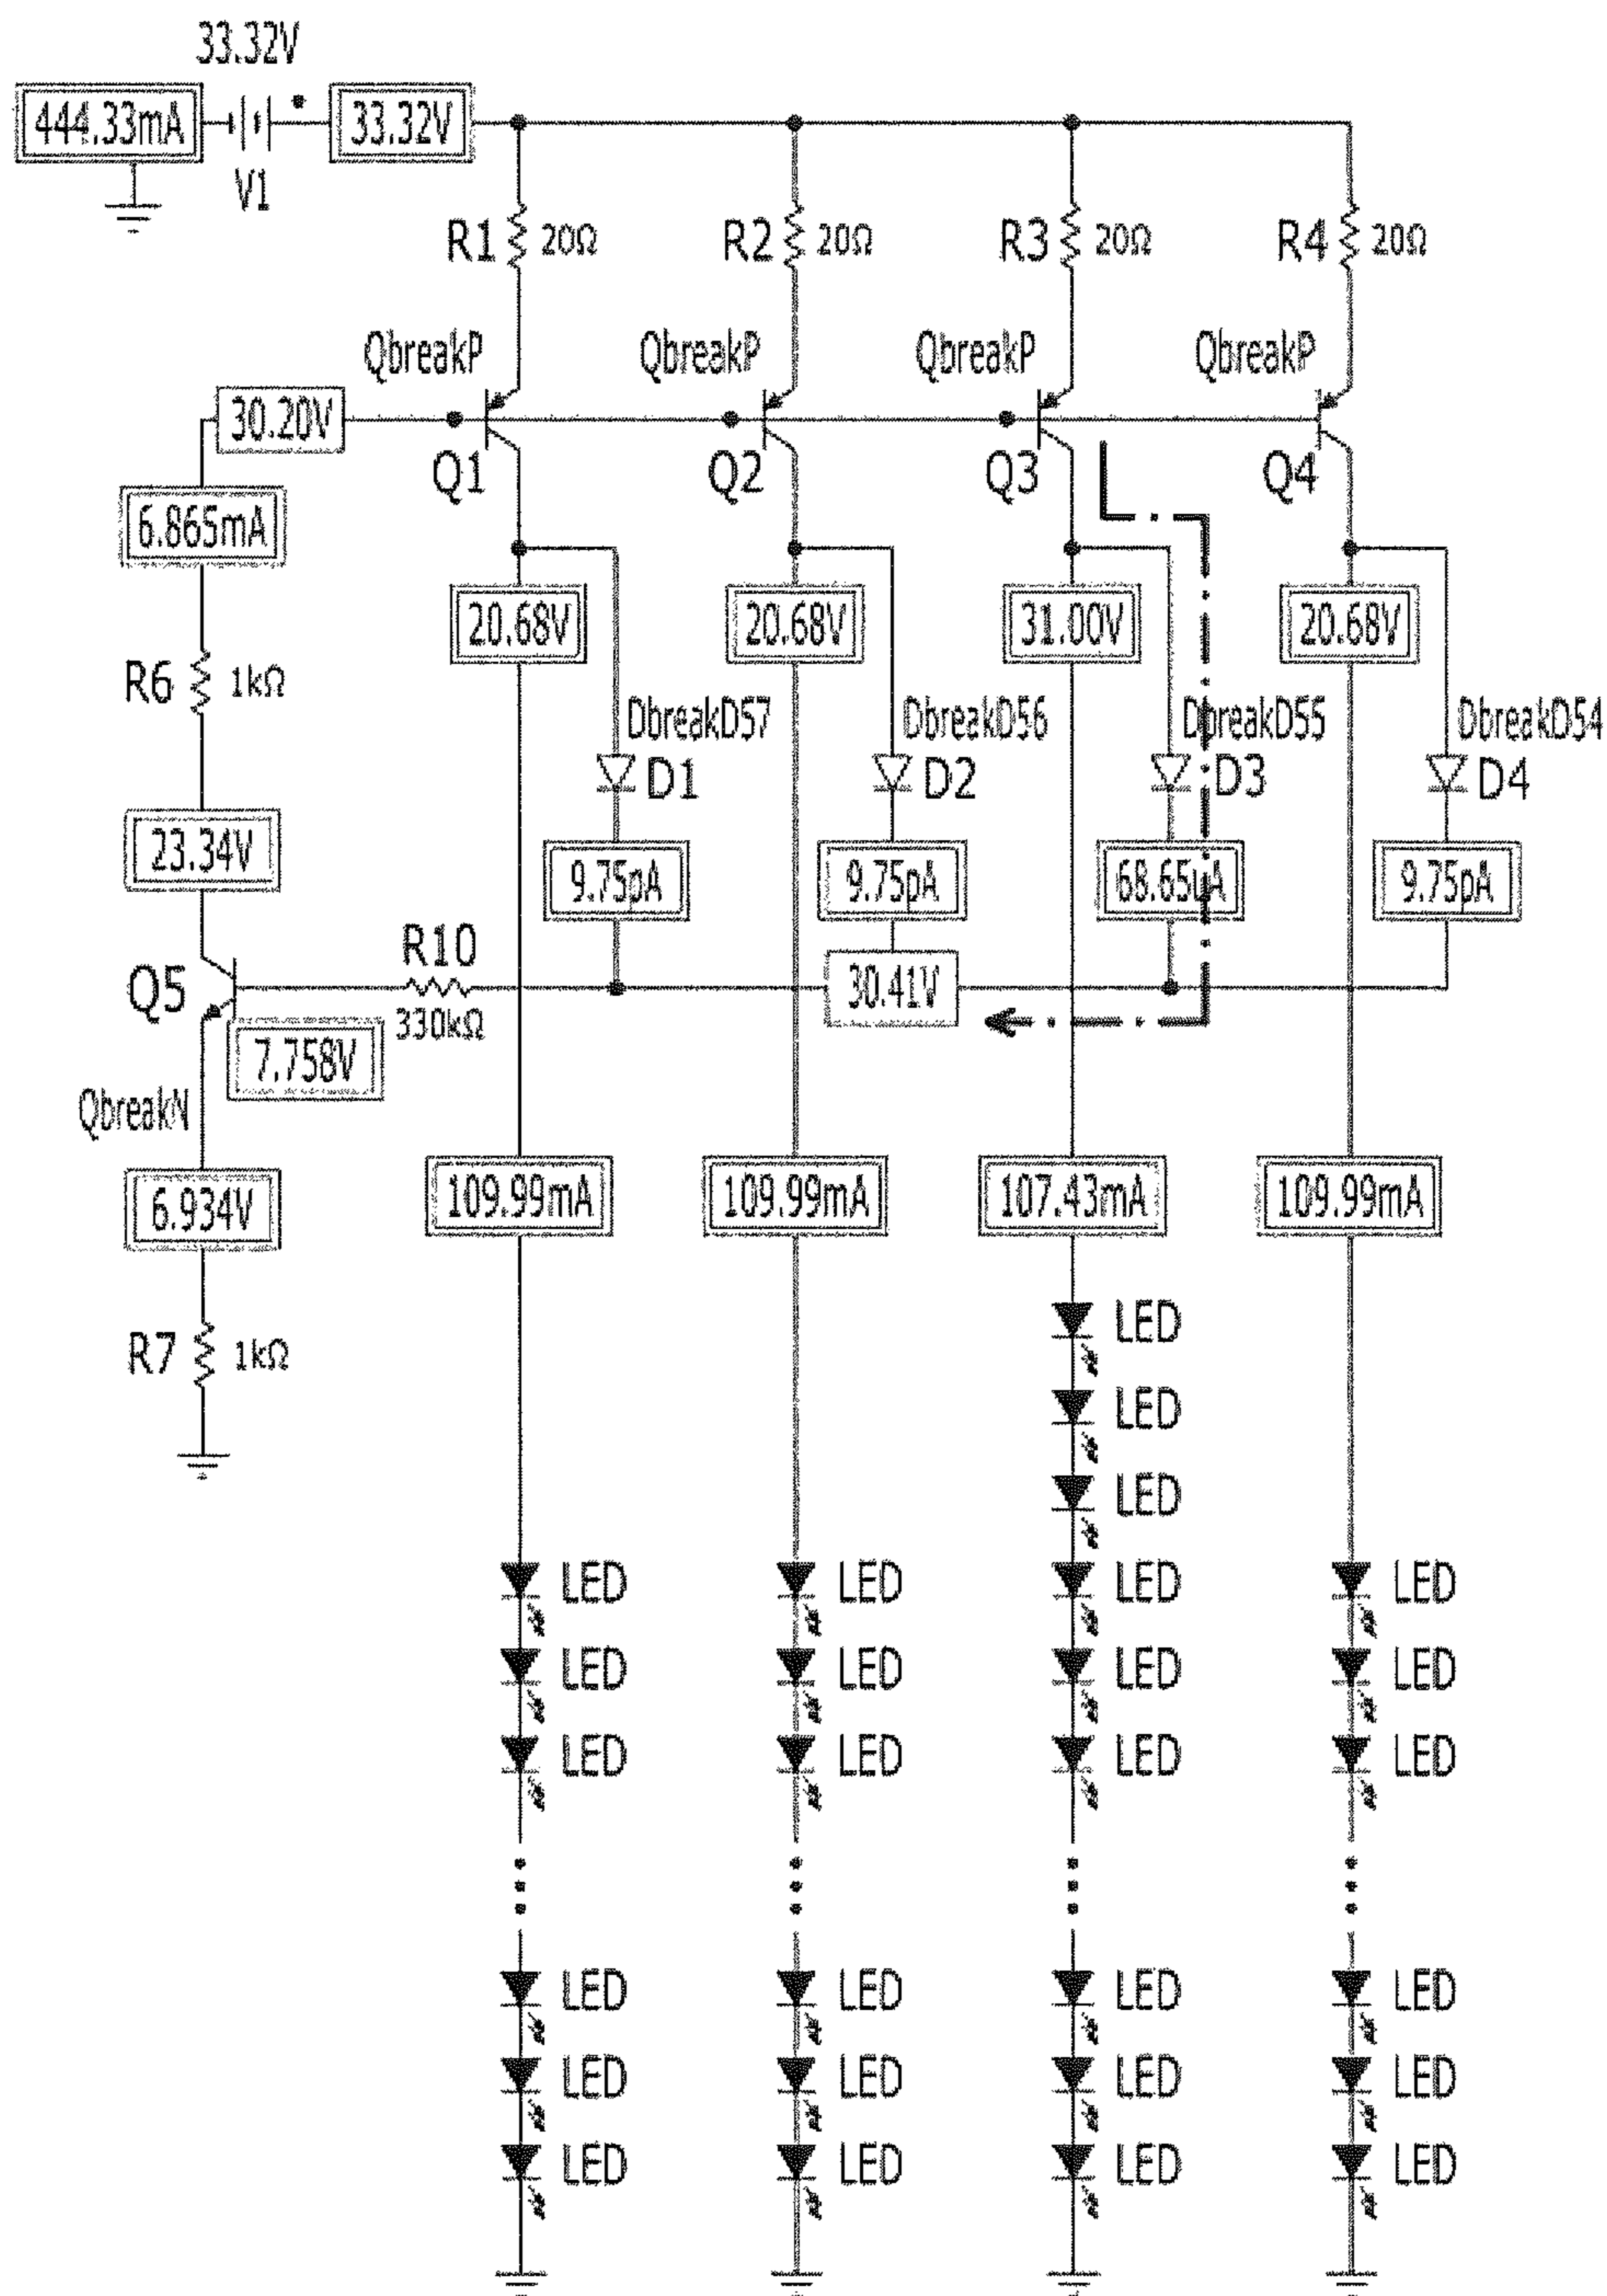 33.32V
444.33mA
33.32V
V1
R1 20Ω
R2 20Ω
R3 20Ω
R4 20Ω
QbreakP
QbreakP
QbreakP
QbreakP
30.20V
Q1
Q2
Q3
Q4
6.865mA
20.68V
20.68V
31.00V
20.68V
R6 1kΩ
DbreakD57
DbreakD56
DbreakD55
DbreakD54
D1
D2
D3
D4
23.34V
9.75pA
9.75pA
68.65uA
9.75pA
R10
Q5
30.41V
330kΩ
7.758V
QbreakN
6.934V
109.99mA
109.99mA
107.43mA
109.99mA
R7 1kΩ
LED
LED
LED
LED LED LED LED
LED LED LED LED
LED LED LED LED
LED LED LED LED
LED LED LED LED
LED LED LED LED